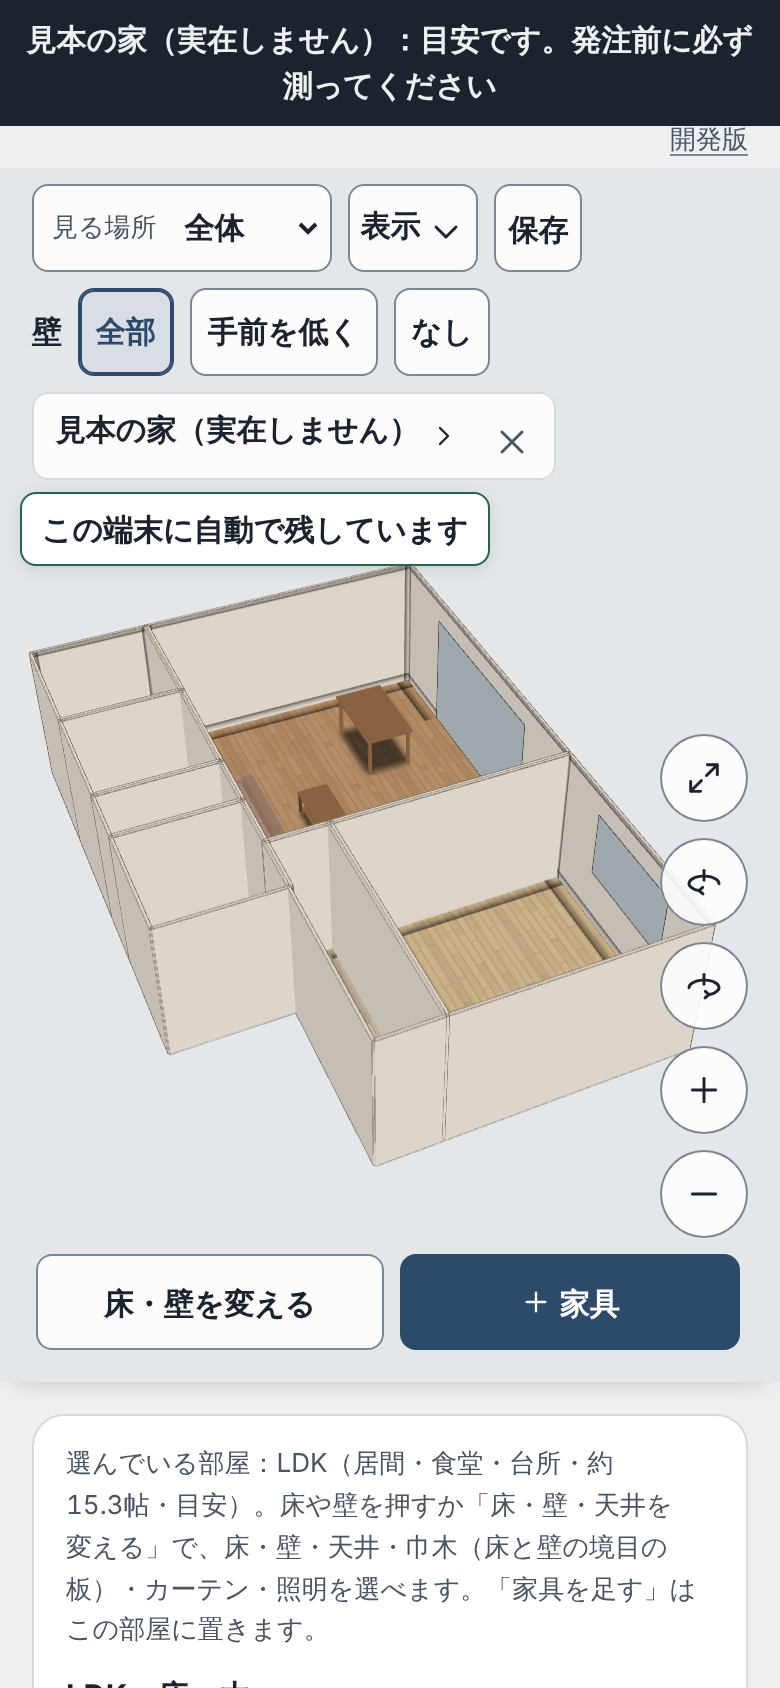 見本の家（実在しません）：目安です。発注前に必ず
測ってください
開発版
見る場所 全体
表示
保存
壁
全部
手前を低く
なし
見本の家（実在しません）
この端末に自動で残しています
床・壁を変える
＋ 家具
選んでいる部屋：LDK（居間・食堂・台所・約
15.3帖・目安）。床や壁を押すか「床・壁・天井を
変える」で、床・壁・天井・巾木（床と壁の境目の
板）・カーテン・照明を選べます。「家具を足す」は
この部屋に置きます。